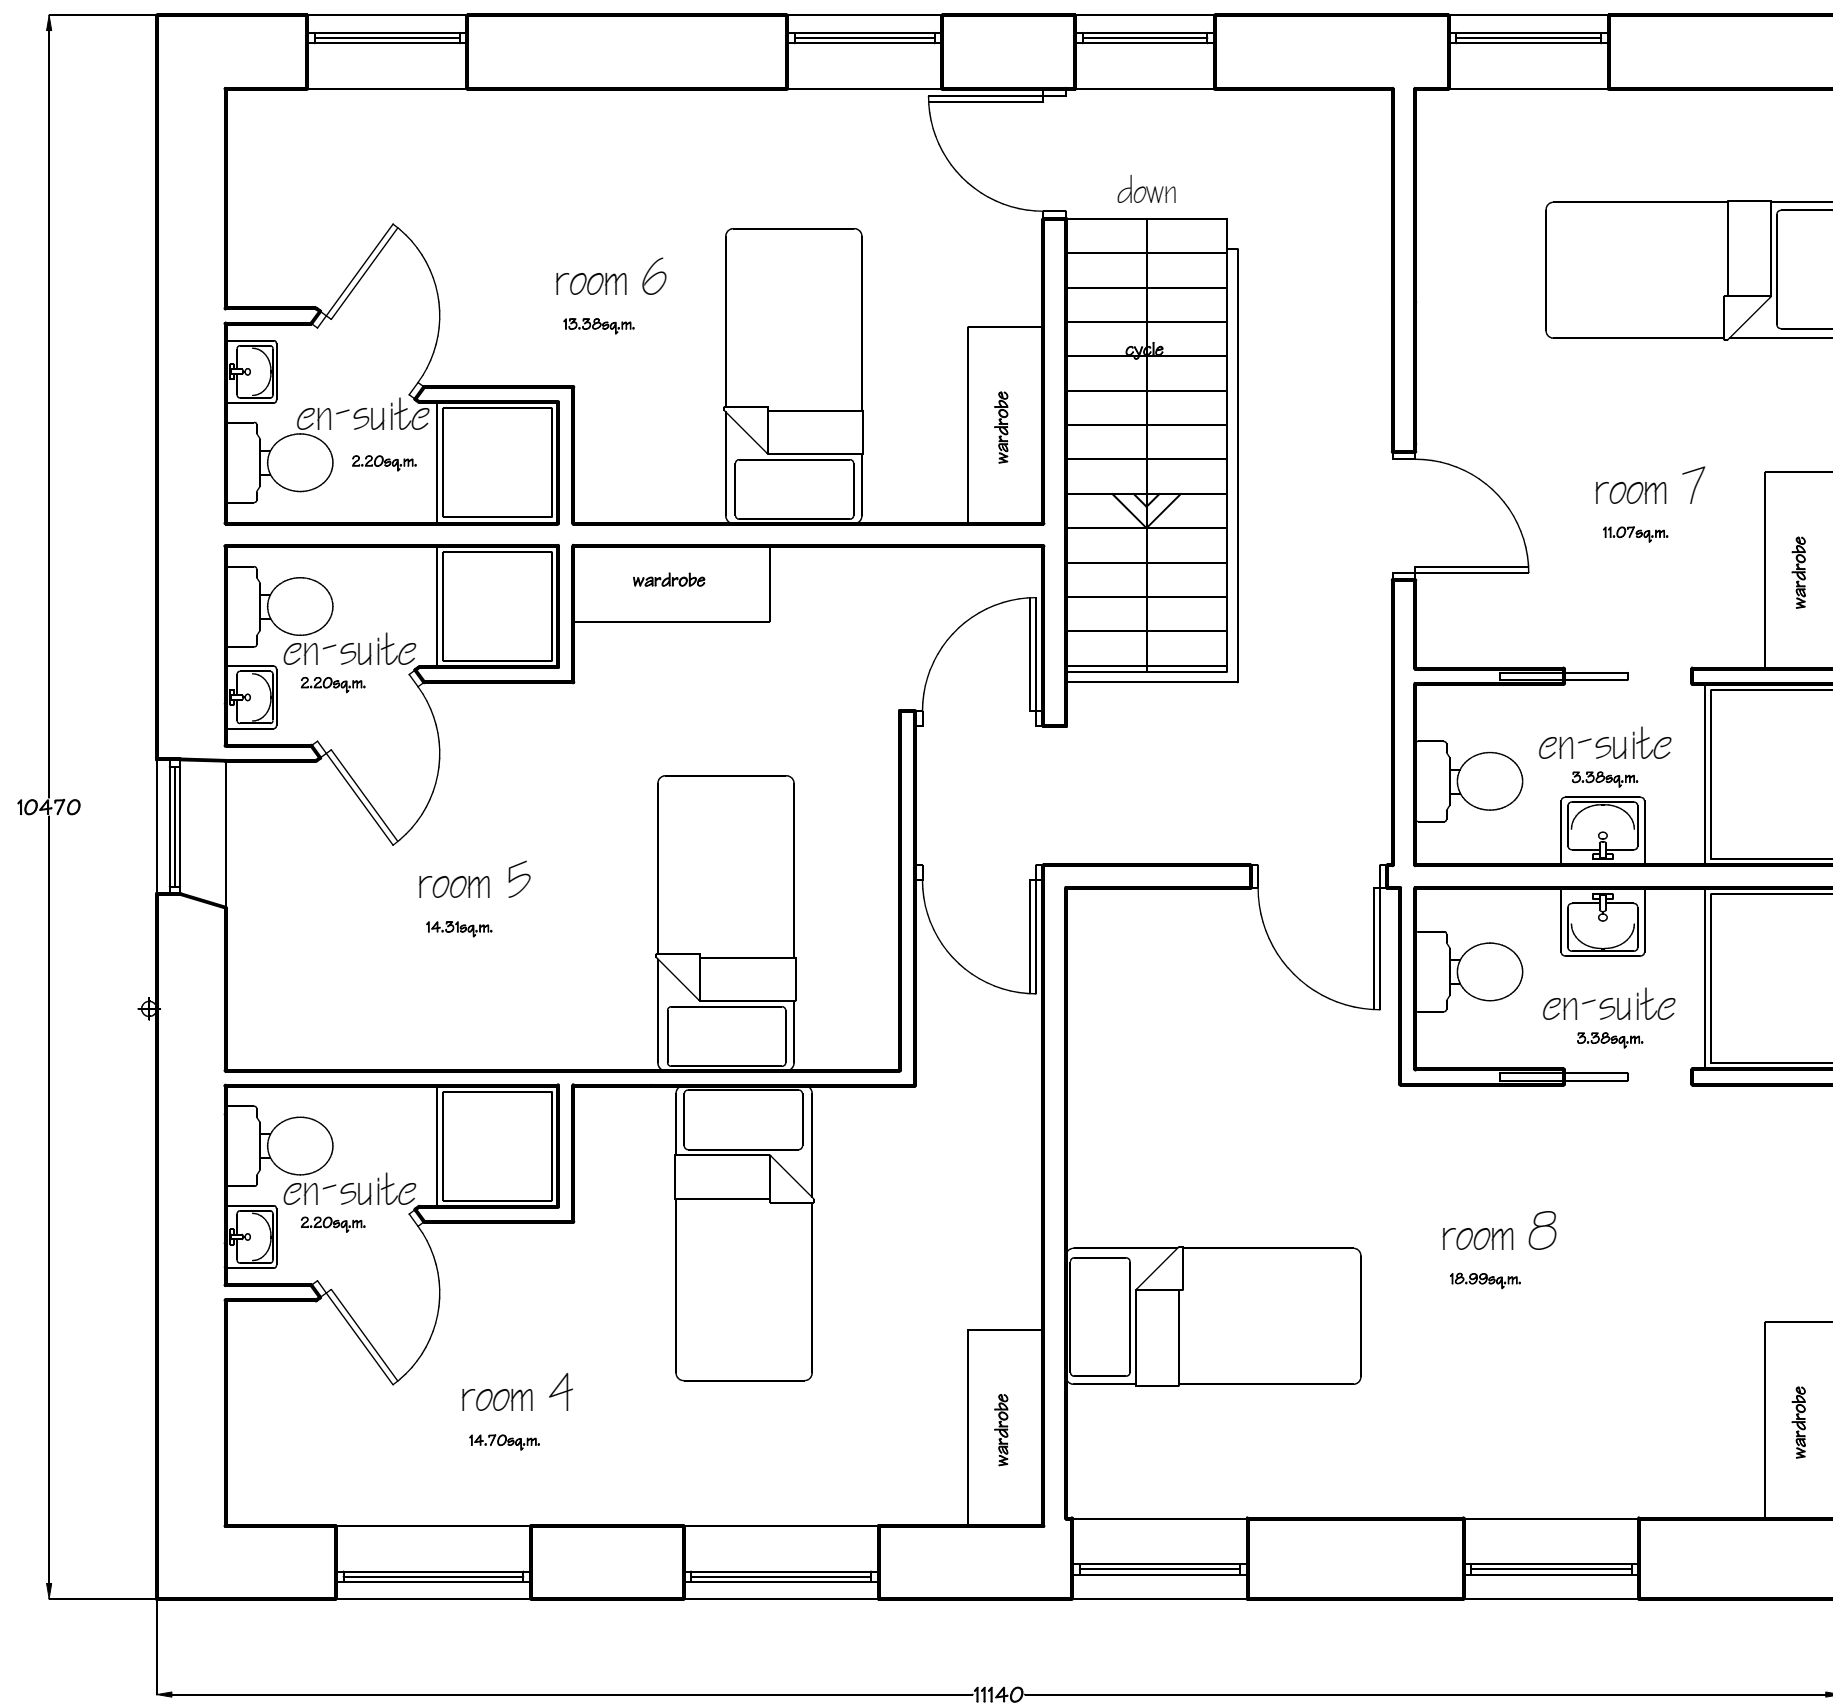 down
room 6
13.38sq.m.
cycle
wardrobe
en-suite
2.20sq.m.
room 7
11.07sq.m.
wardrobe
wardrobe
en-suite
2.20sq.m.
en-suite
3.38sq.m.
10470
room 5
14.31sq.m.
en-suite
3.38sq.m.
en-suite
2.20sq.m.
room 8
18.99sq.m.
room 4
14.70sq.m.
wardrobe
wardrobe
11140